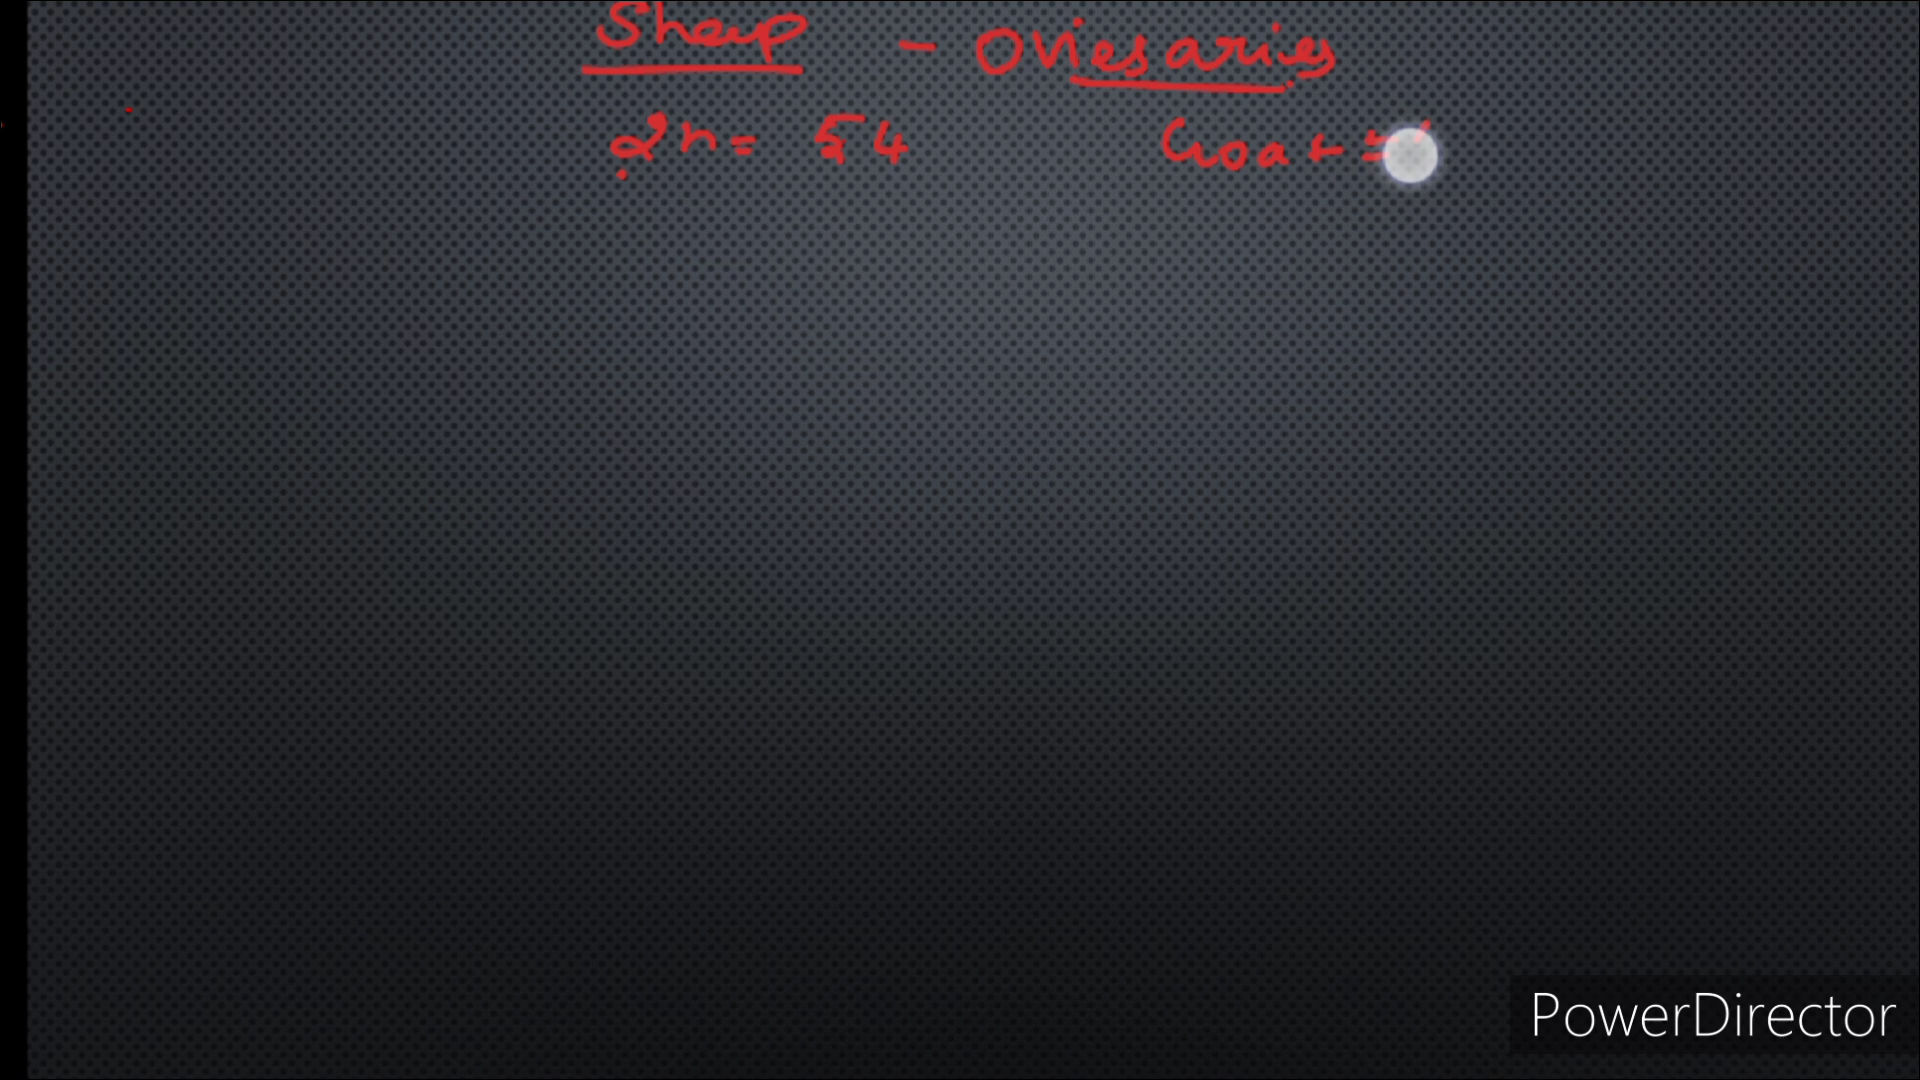 Sheep - Ovies aries
2n = 54 Goat =
PowerDirector